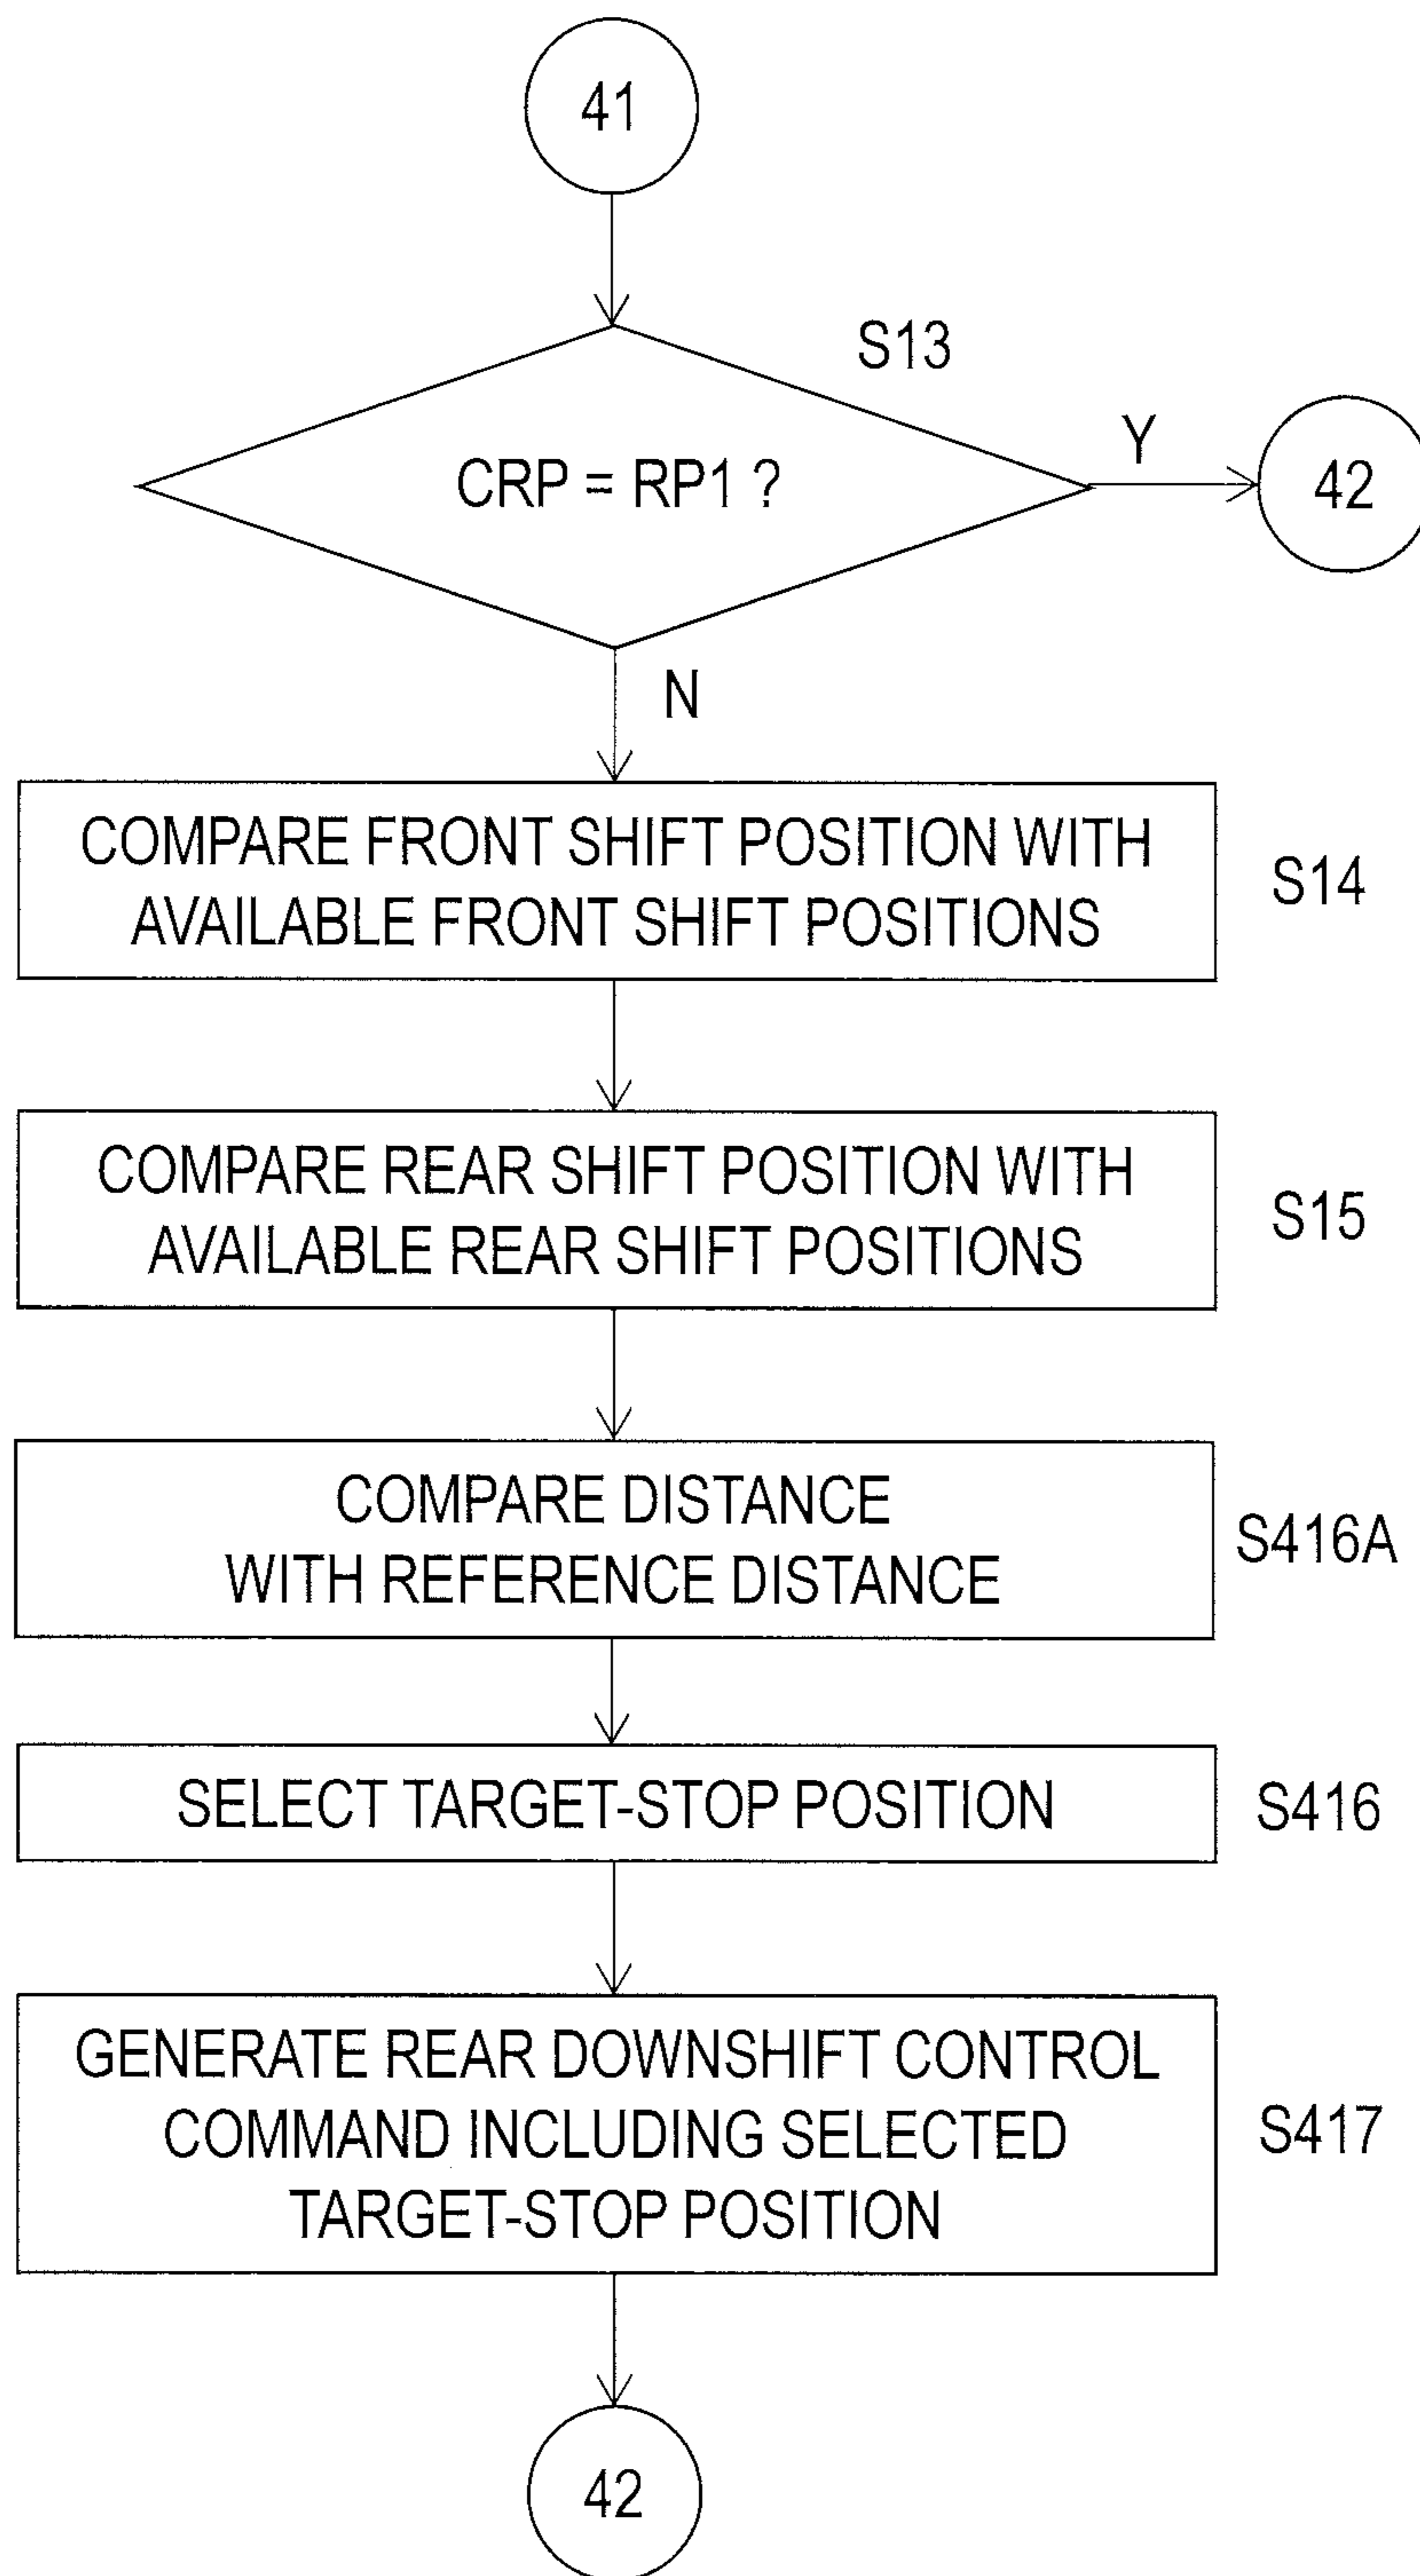 41
S13
CRP = RP1 ?
Y
42
N
COMPARE FRONT SHIFT POSITION WITH
AVAILABLE FRONT SHIFT POSITIONS
S14
COMPARE REAR SHIFT POSITION WITH
AVAILABLE REAR SHIFT POSITIONS
S15
COMPARE DISTANCE
WITH REFERENCE DISTANCE
S416A
SELECT TARGET-STOP POSITION
S416
GENERATE REAR DOWNSHIFT CONTROL
COMMAND INCLUDING SELECTED
TARGET-STOP POSITION
S417
42